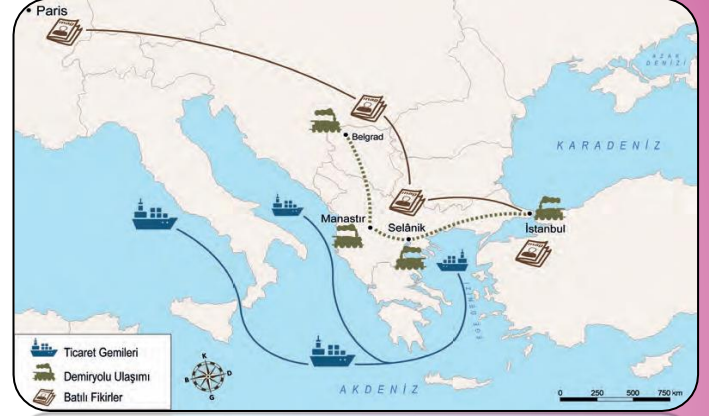 Paris
AZAK
DENİZİ
Belgrad
KARADENİZ
Manastır
Selânik
İstanbul
EGE DENİZİ
Ticaret Gemileri
Demiryolu Ulaşımı
Batılı Fikirler
K
B
D
G
AKDENİZ
0 250 500 750 km